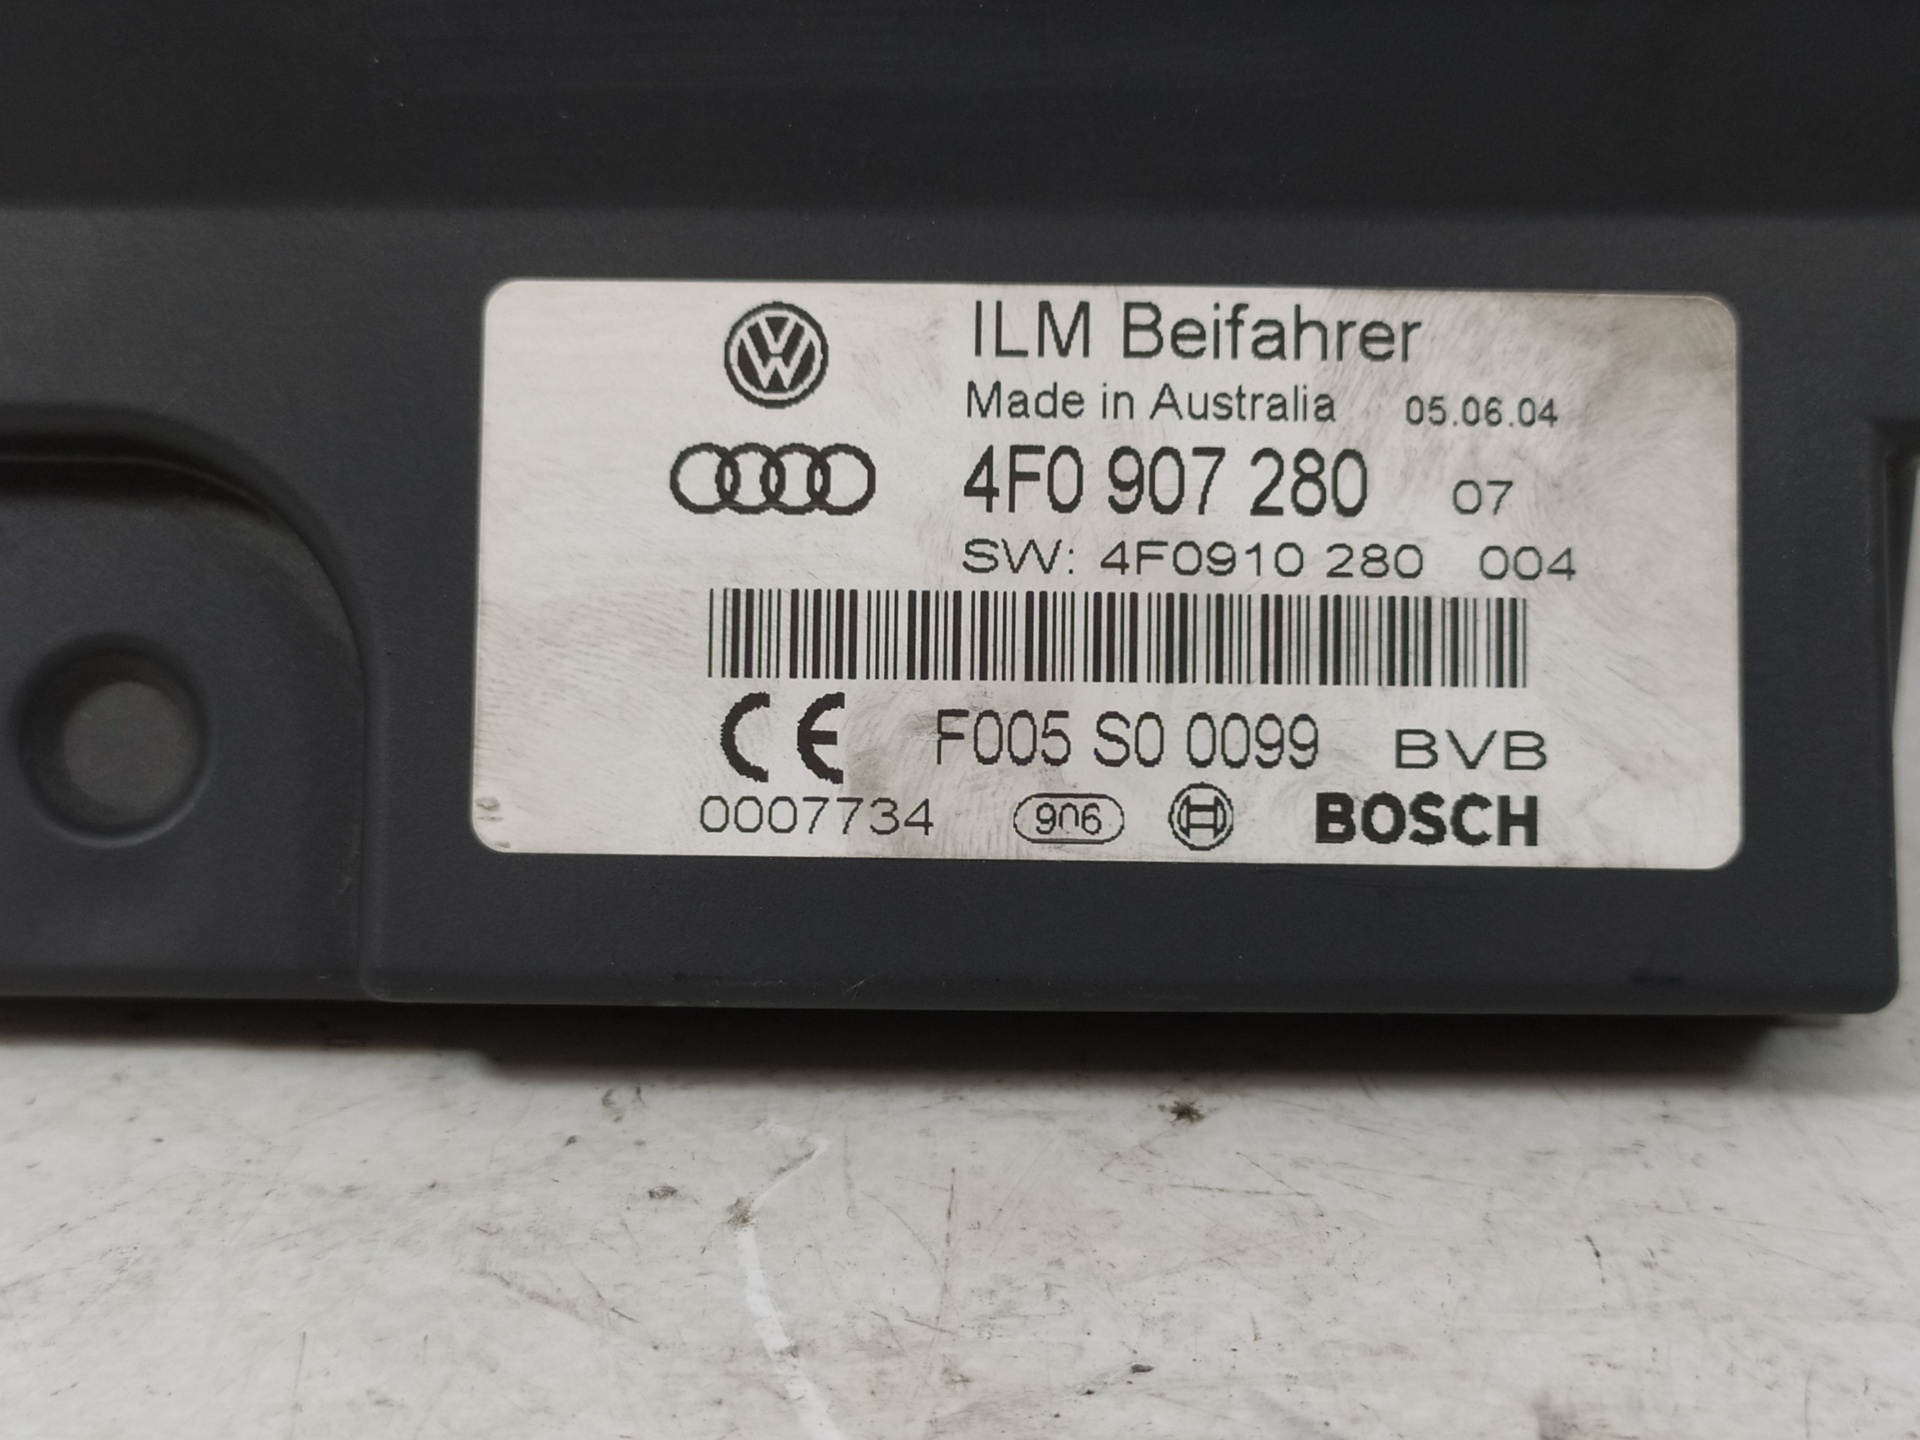 ILM Beifahrer
Made in Australia 05.06.04
4F0 907 280 07
SW: 4F0910 280 004
CE F005 S0 0099 BVB
0007734 906 BOSCH